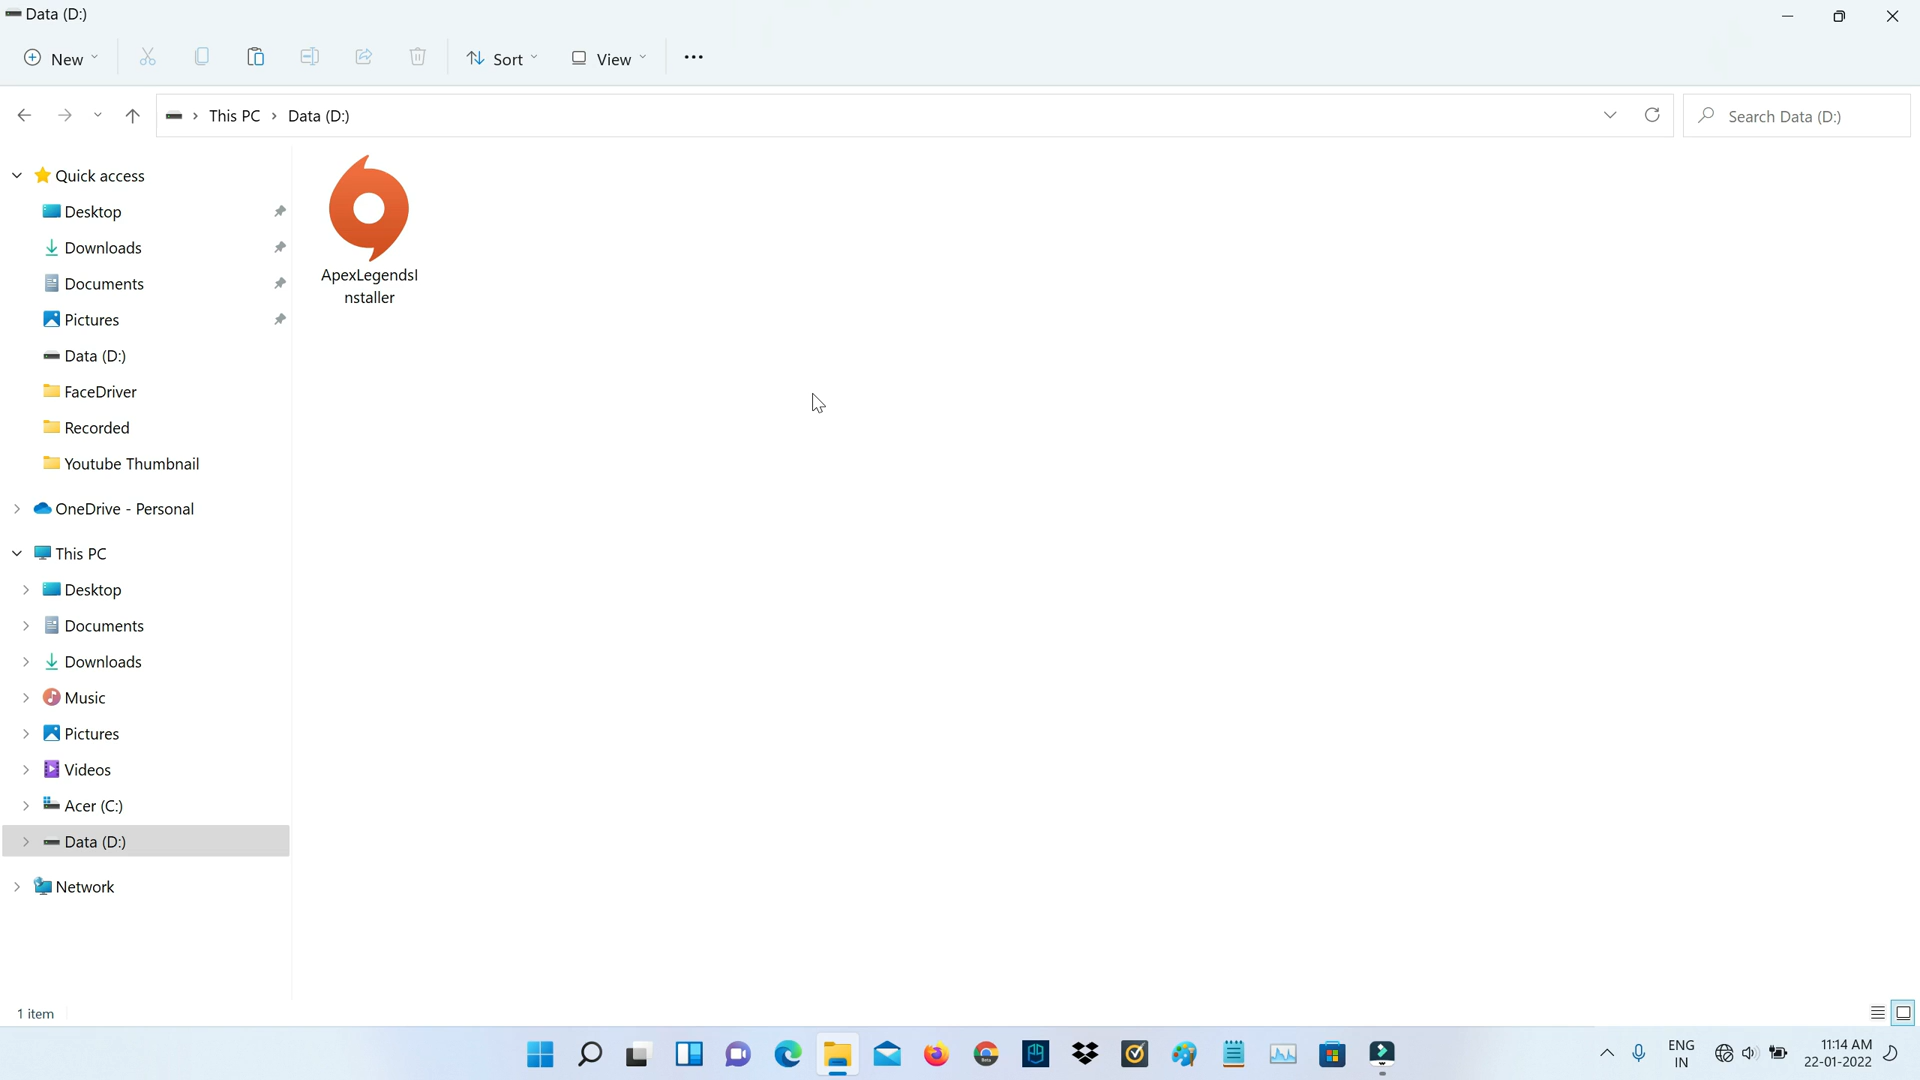 Data (D:)
New
Sort
View
This PC
Data (D:)
Search Data (D:)
Quick access
Desktop
Downloads
Documents
Pictures
Data (D:)
FaceDriver
Recorded
Youtube Thumbnail
OneDrive - Personal
This PC
Desktop
Documents
Downloads
Music
Pictures
Videos
Acer (C:)
Data (D:)
Network
ApexLegendsI
nstaller
1 item
ENG
IN
11:14 AM
22-01-2022